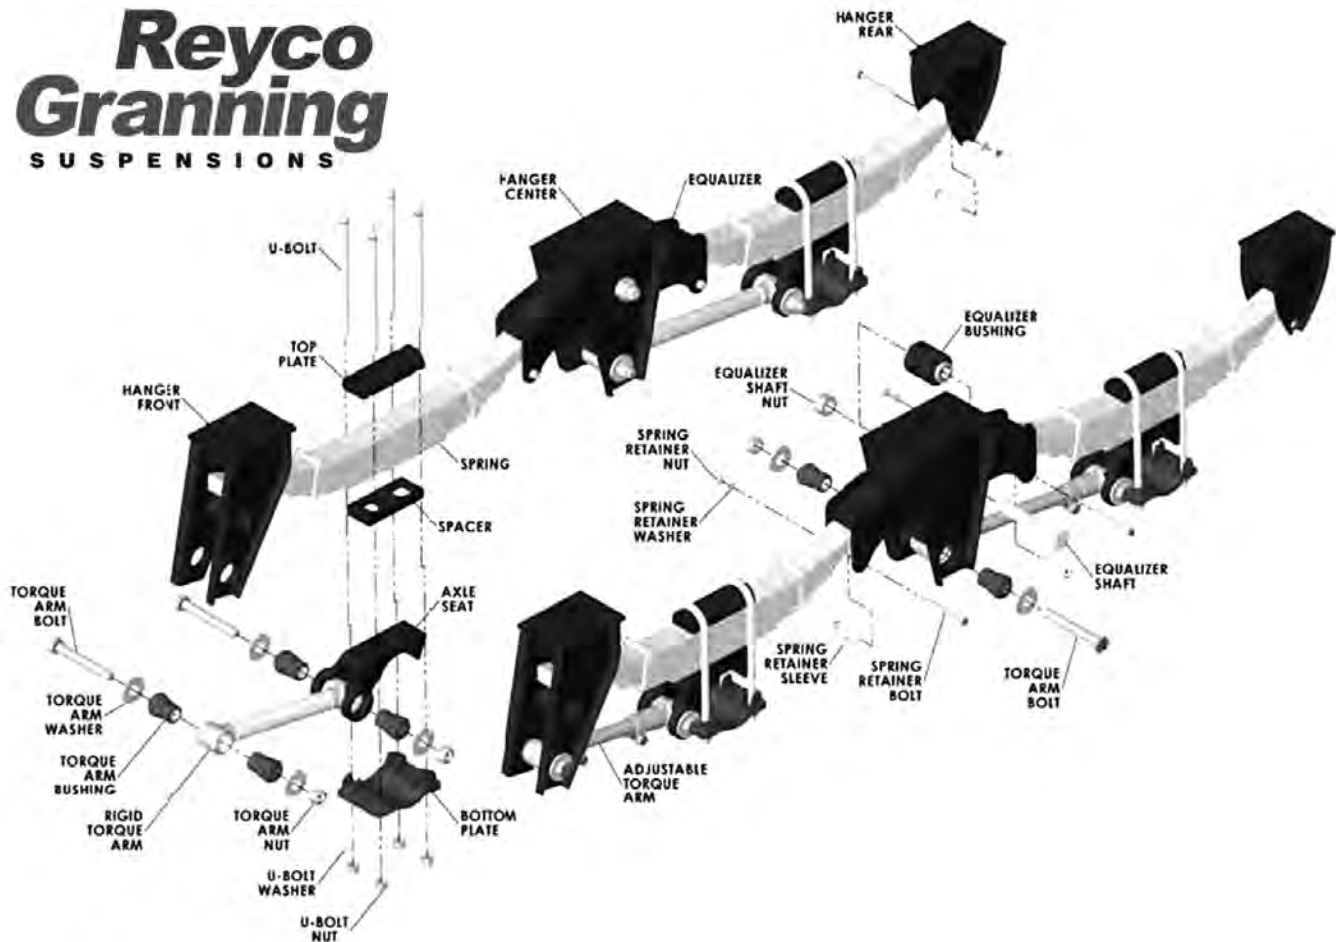 Reyco
Granning
SUSPENSIONS
HANGER
REAR
HANGER
CENTER
EQUALIZER
U-BOLT
TOP
PLATE
HANGER
FRONT
SPRING
SPACER
EQUALIZER
BUSHING
EQUALIZER
SHAFT
NUT
SPRING
RETAINER
NUT
SPRING
RETAINER
WASHER
EQUALIZER
SHAFT
TORQUE
ARM
BOLT
AXLE
SEAT
TORQUE
ARM
WASHER
TORQUE
ARM
BUSHING
RIGID
TORQUE
ARM
TORQUE
ARM
NUT
BOTTOM
PLATE
U-BOLT
WASHER
U-BOLT
NUT
ADJUSTABLE
TORQUE
ARM
SPRING
RETAINER
SLEEVE
SPRING
RETAINER
BOLT
TORQUE
ARM
BOLT